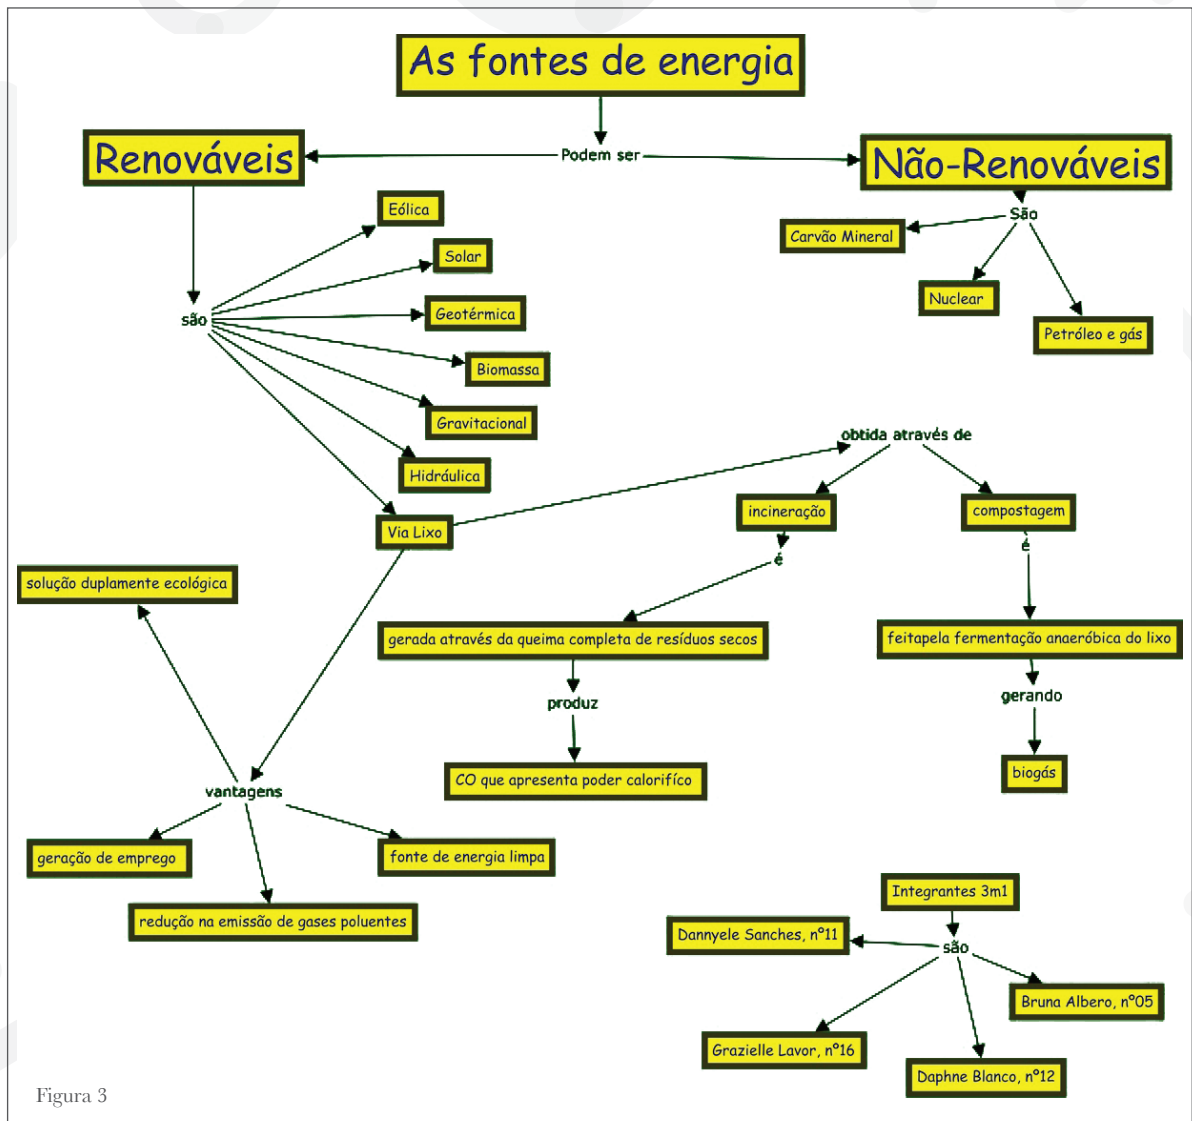 As fontes de energia
Podem ser
Renováveis
Não-Renováveis
são
Eólica
Solar
Geotérmica
Biomassa
Gravitacional
Hidráulica
Via Lixo
São
Carvão Mineral
Nuclear
Petróleo e gás
obtida através de
incineração
compostagem
é
é
gerada através da queima completa de resíduos secos
feitapela fermentação anaeróbica do lixo
produz
gerando
CO que apresenta poder calorifíco
biogás
solução duplamente ecológica
vantagens
geração de emprego
fonte de energia limpa
redução na emissão de gases poluentes
Integrantes 3m1
são
Dannyele Sanches, nº11
Bruna Albero, nº05
Grazielle Lavor, nº16
Daphne Blanco, nº12
Figura 3